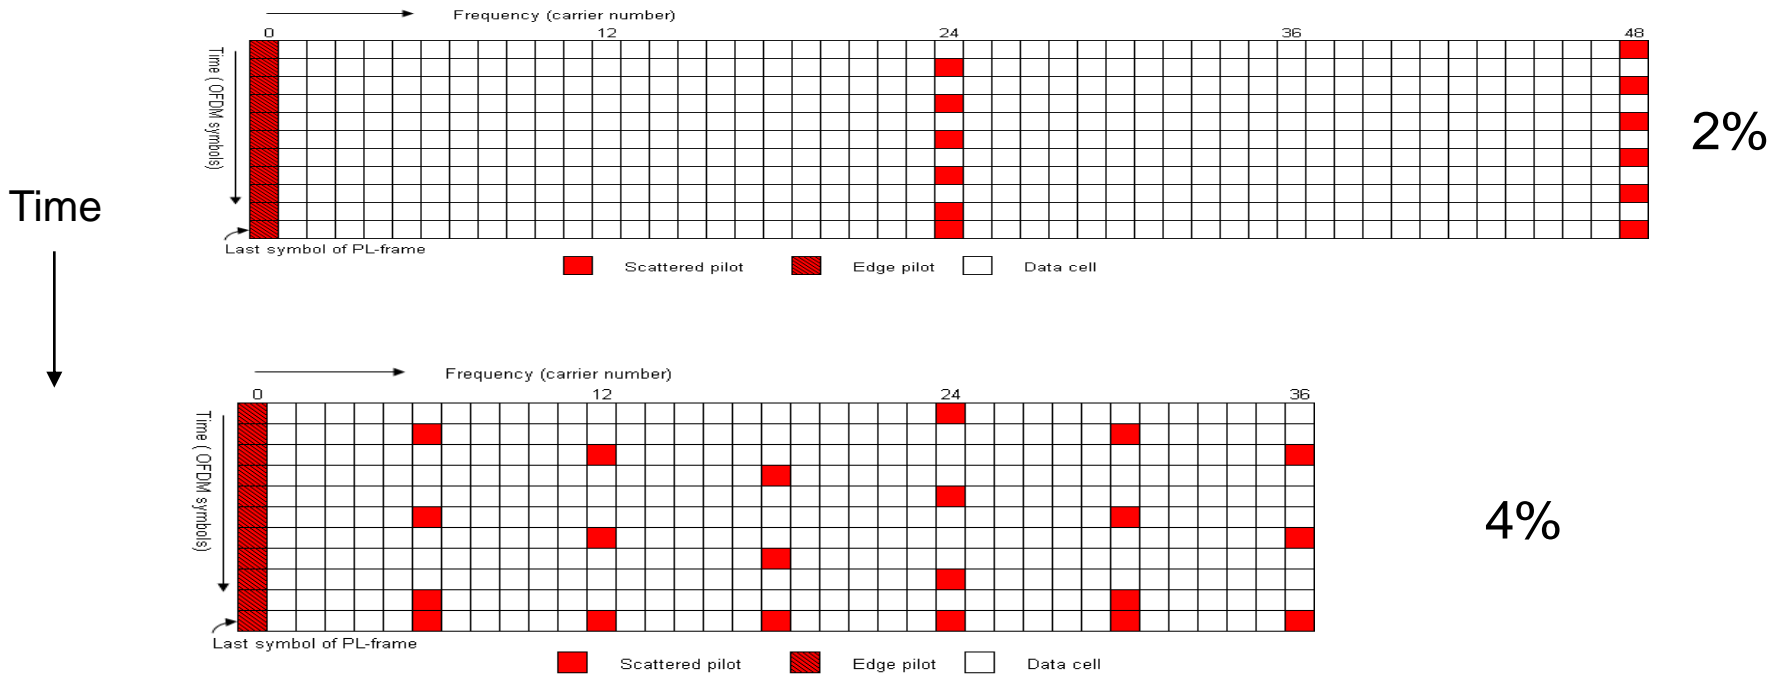 Frequency (carrier number)
0 12 24 36 48
Time ( OFDM symbols)
2%
Time
Last symbol of PL-frame
Scattered pilot Edge pilot Data cell
Frequency (carrier number)
0 12 24 36
Time ( OFDM symbols)
4%
Last symbol of PL-frame
Scattered pilot Edge pilot Data cell